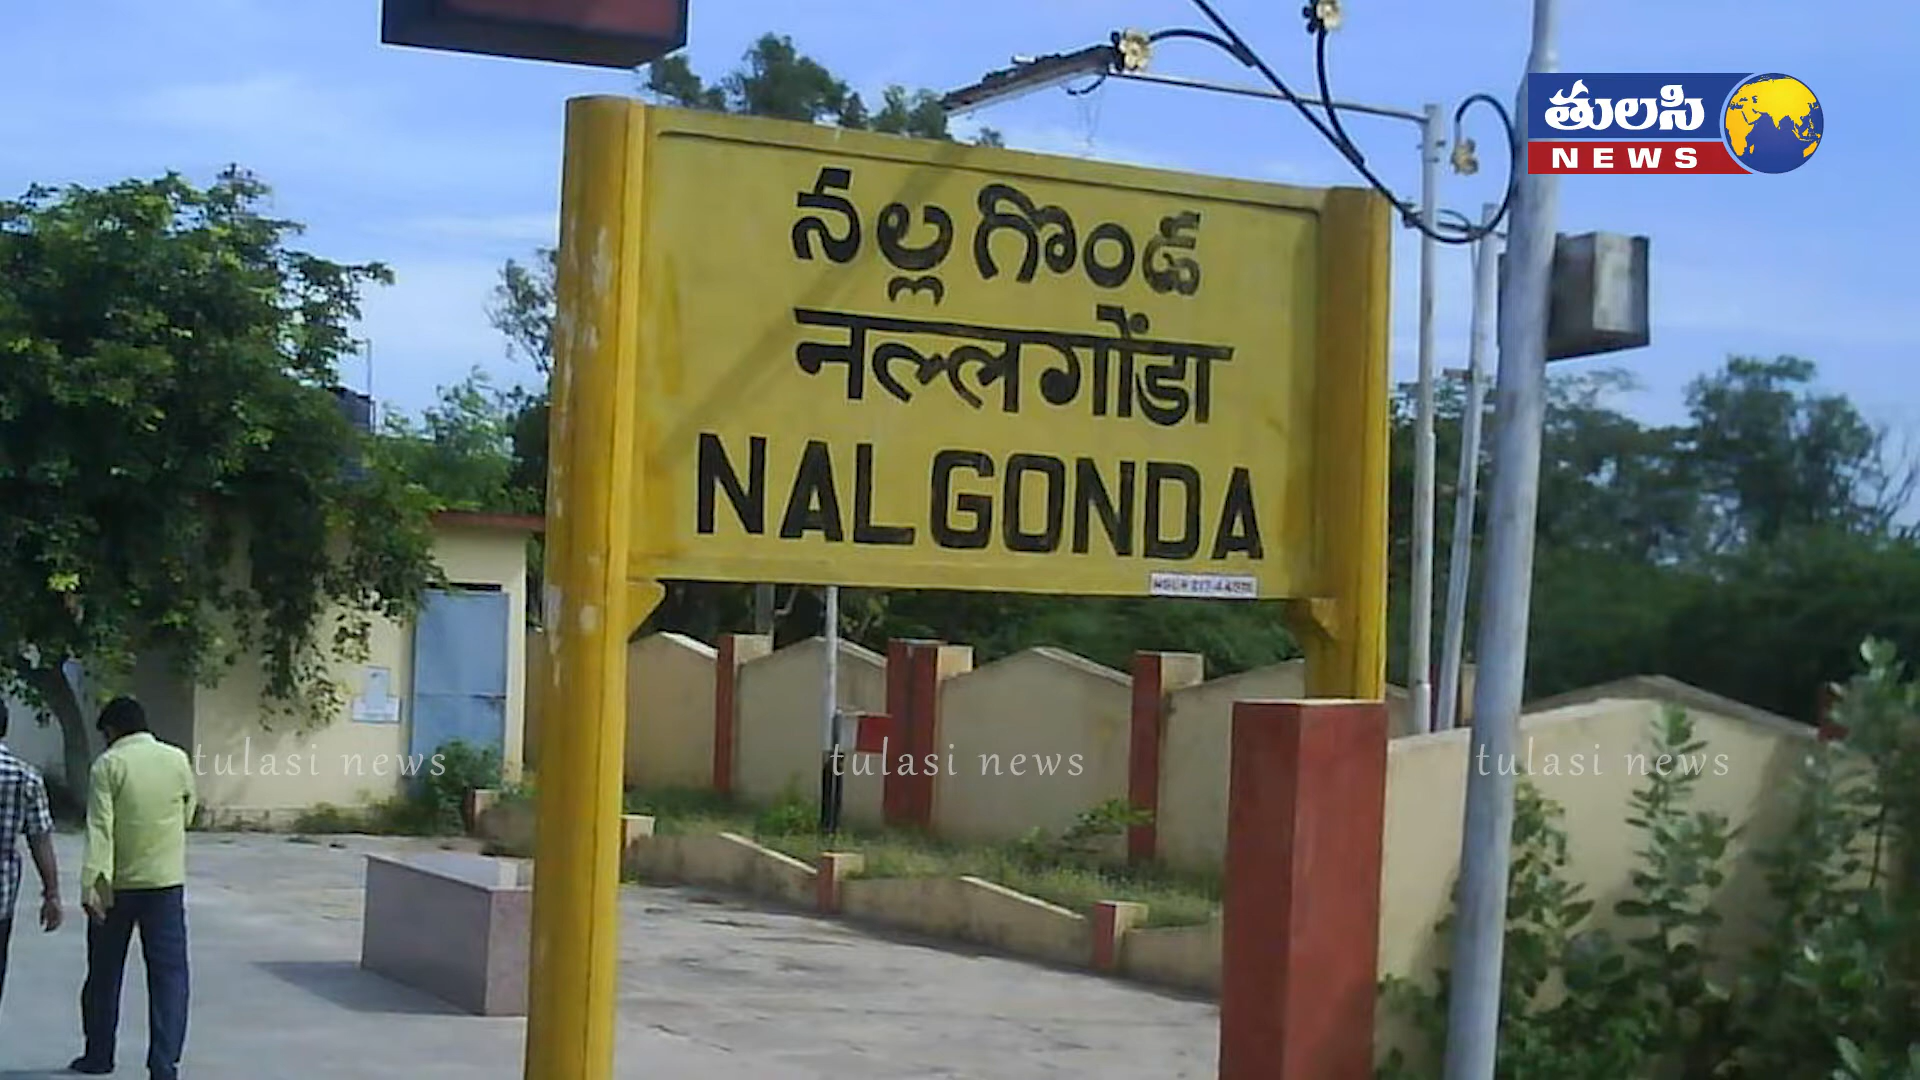 నల్లగొండ
नल्लगोंडा
NALGONDA
తులసి
NEWS
tulasi news
tulasi news
tulasi news